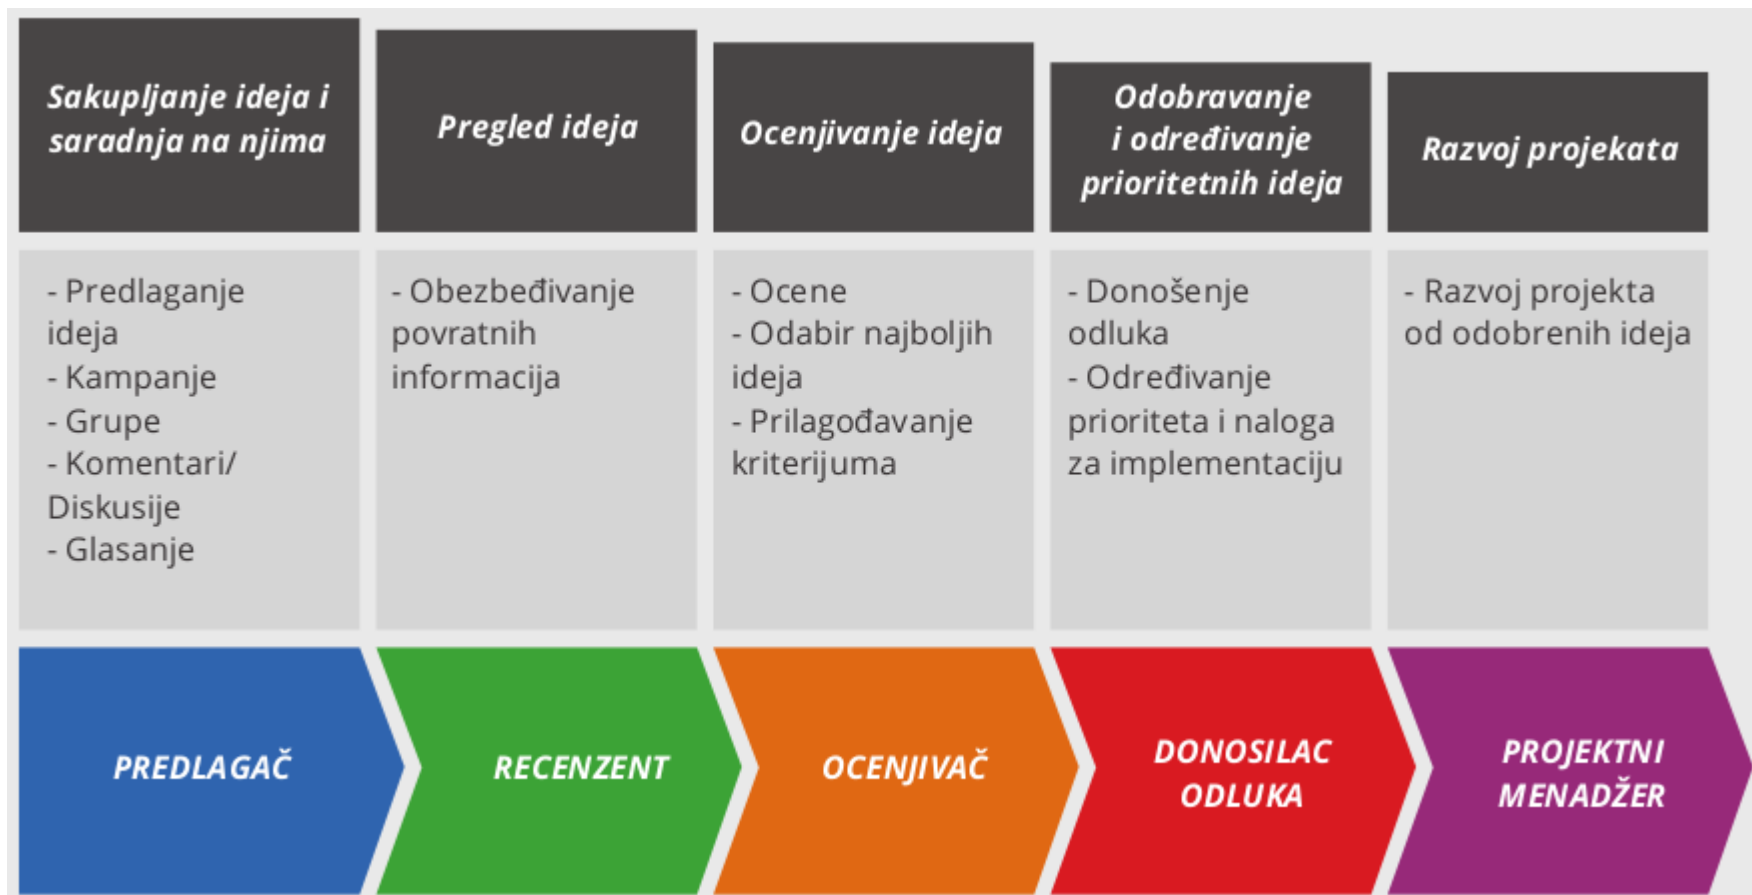 Sakupljanje ideja i
saradnja na njima
Pregled ideja
Ocenjivanje ideja
Odobravanje
i određivanje
prioritetnih ideja
Razvoj projekata
- Predlaganje
ideja
- Kampanje
- Grupe
- Komentari/
Diskusije
- Glasanje
- Obezbeđivanje
povratnih
informacija
- Ocene
- Odabir najboljih
ideja
- Prilagođavanje
kriterijuma
- Donošenje
odluka
- Određivanje
prioriteta i naloga
za implementaciju
- Razvoj projekta
od odobrenih ideja
PREDLAGAČ
RECENZENT
OCENJIVAČ
DONOSILAC
ODLUKA
PROJEKTNI
MENADŽER